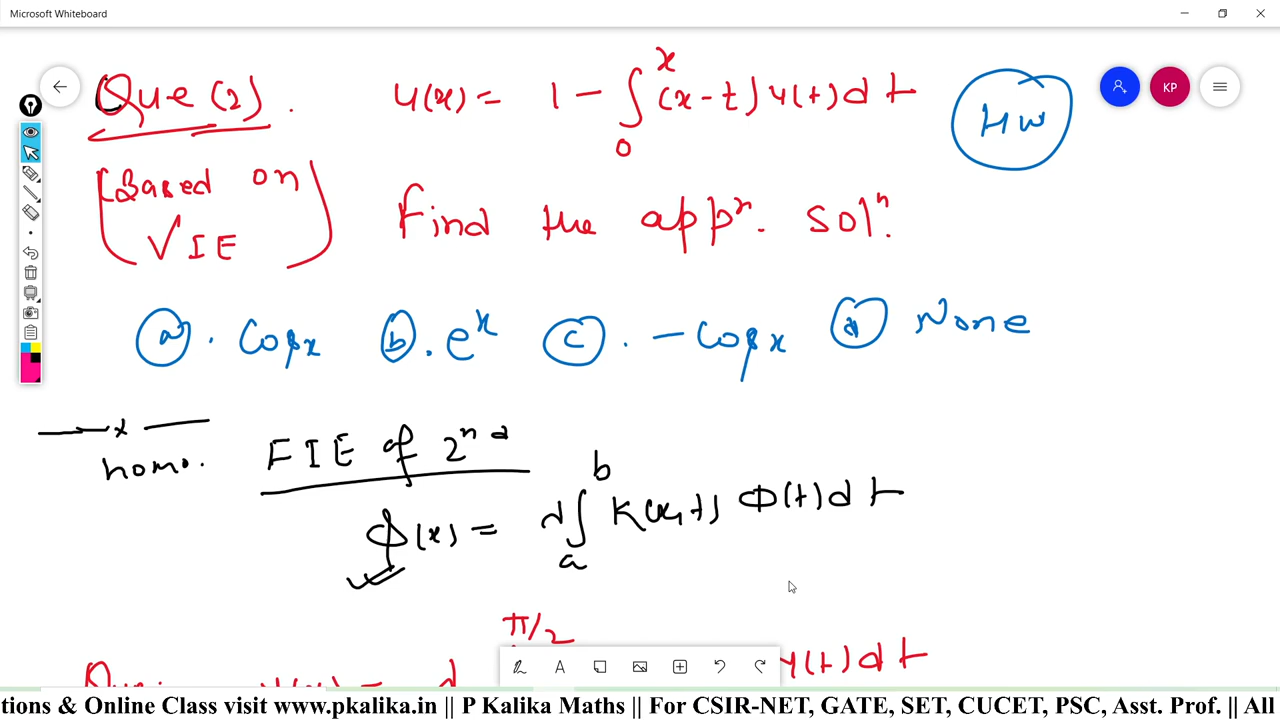 Microsoft Whiteboard
Que (2). y(x) = 1 - ∫₀ˣ (x-t) y(t) dt
HW
KP
[Based on VIE]
Find the appxⁿ. Solⁿ.
(a). Cosx (b). eˣ (c). -Cosx (d) None
x
homo. FIE of 2ⁿᵈ
ϕ(x) = λ∫ₐᵇ K(x,t) ϕ(t) dt
π/2
y(t) dt
tions & Online Class visit www.pkalika.in || P Kalika Maths || For CSIR-NET, GATE, SET, CUCET, PSC, Asst. Prof. || All